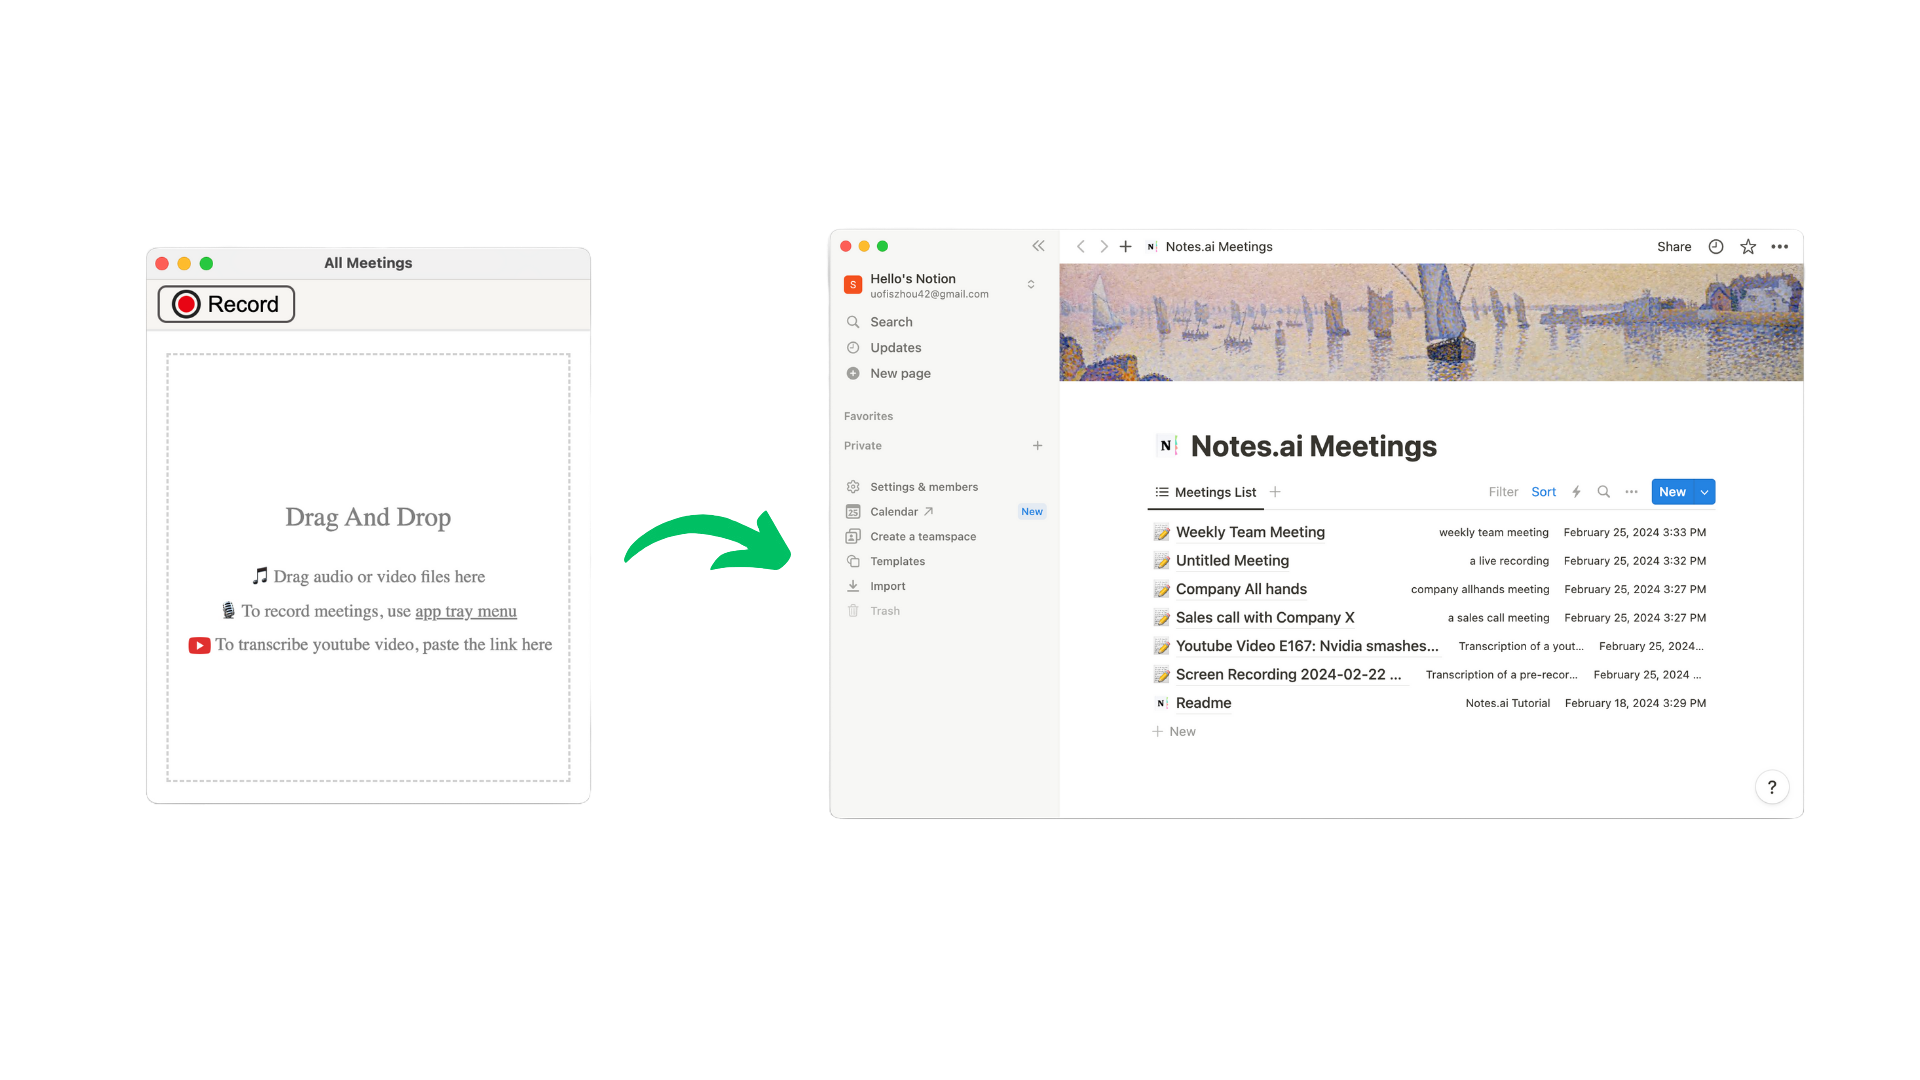 All Meetings
Record
Drag And Drop
Drag audio or video files here
To record meetings, use app tray menu
To transcribe youtube video, paste the link here
S
Hello's Notion
uofiszhou42@gmail.com
Search
Updates
New page
Favorites
Private
Settings & members
25 Calendar New
Create a teamspace
Templates
Import
Trash
N Notes.ai Meetings Share
N Notes.ai Meetings
Meetings List Filter Sort New
Weekly Team Meeting weekly team meeting February 25, 2024 3:33 PM
Untitled Meeting a live recording February 25, 2024 3:32 PM
Company All hands company allhands meeting February 25, 2024 3:27 PM
Sales call with Company X a sales call meeting February 25, 2024 3:27 PM
Youtube Video E167: Nvidia smashes... Transcription of a yout... February 25, 2024...
Screen Recording 2024-02-22 ... Transcription of a pre-recor... February 25, 2024 ...
N Readme Notes.ai Tutorial February 18, 2024 3:29 PM
New
?